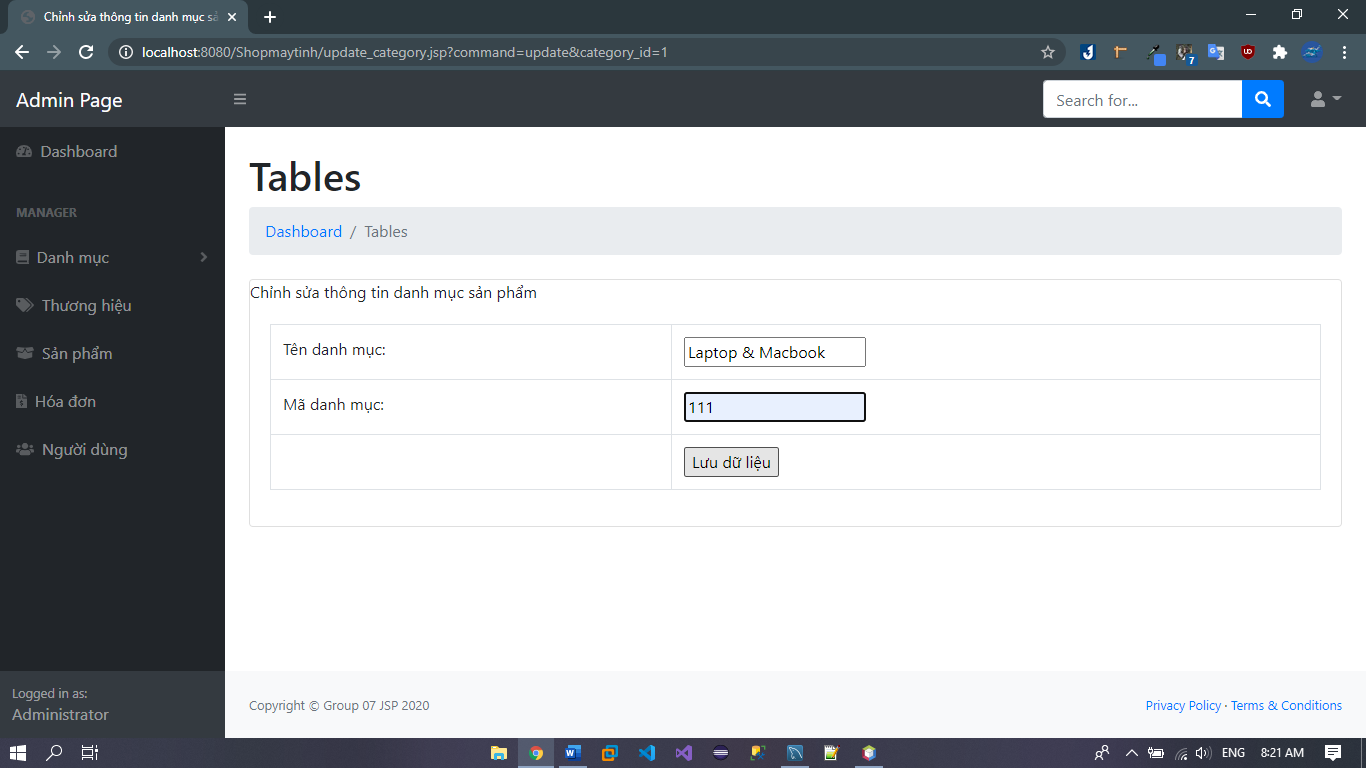 Chỉnh sửa thông tin danh mục sả
localhost:8080/Shopmaytinh/update_category.jsp?command=update&category_id=1
7
Admin Page
Search for...
Dashboard
MANAGER
Danh mục
Thương hiệu
Sản phẩm
Hóa đơn
Người dùng
Logged in as:
Administrator
Tables
Dashboard / Tables
Chỉnh sửa thông tin danh mục sản phẩm
Tên danh mục: Laptop & Macbook
Mã danh mục: 111
Lưu dữ liệu
Copyright © Group 07 JSP 2020
Privacy Policy · Terms & Conditions
ENG 8:21 AM